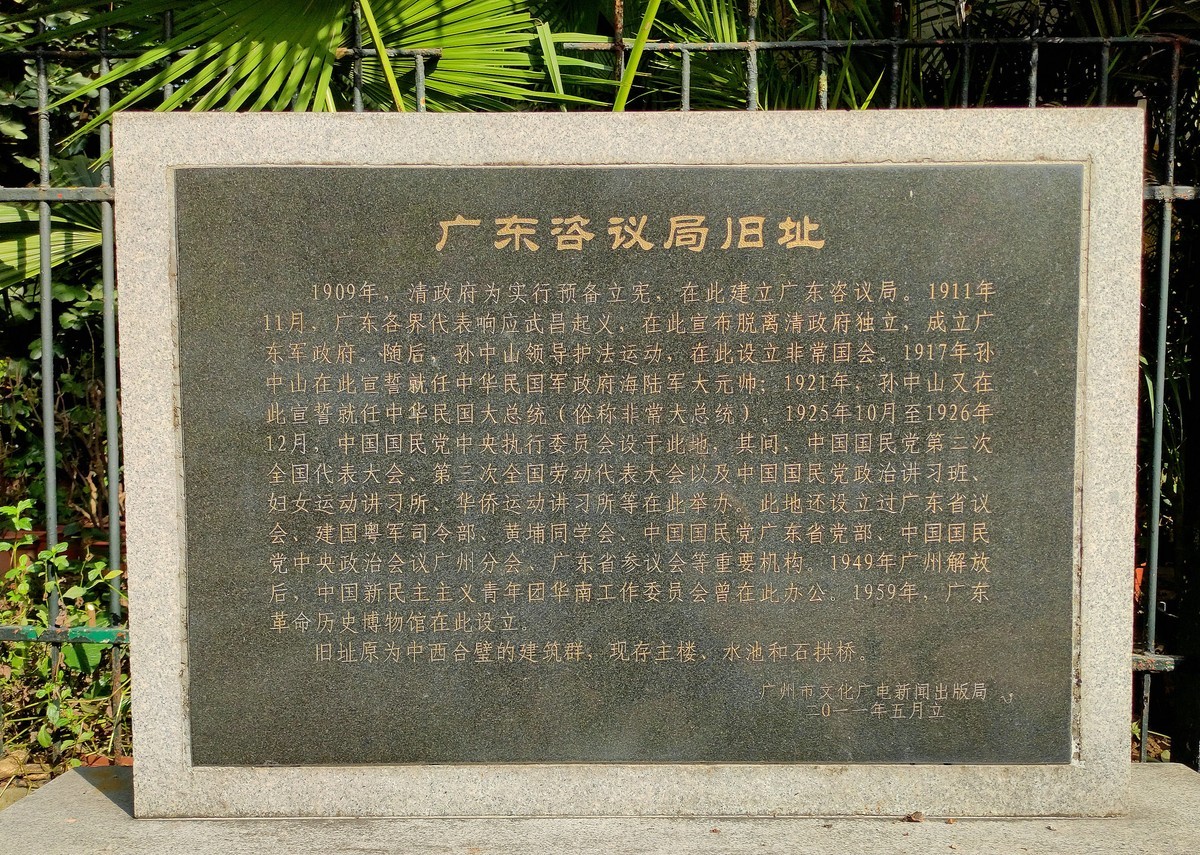 广东咨议局旧址
1909年，清政府为实行预备立宪，在此建立广东咨议局。1911年
11月，广东各界代表响应武昌起义，在此宣布脱离清政府独立，成立广
东军政府。随后，孙中山领导护法运动，在此设立非常国会。1917年孙
中山在此宣誓就任中华民国军政府海陆军大元帅；1921年，孙中山又在
此宣誓就任中华民国大总统（俗称非常大总统）。1925年10月至1926年
12月，中国国民党中央执行委员会设于此地，其间，中国国民党第二次
全国代表大会、第三次全国劳动代表大会以及中国国民党政治讲习班、
妇女运动讲习所、华侨运动讲习所等在此举办。此地还设立过广东省议
会、建国粤军司令部、黄埔同学会、中国国民党广东省党部、中国国民
党中央政治会议广州分会、广东省参议会等重要机构。1949年广州解放
后，中国新民主主义青年团华南工作委员会曾在此办公。1959年，广东
革命历史博物馆在此设立。
旧址原为中西合璧的建筑群，现存主楼、水池和石拱桥。
广州市文化广电新闻出版局
二0一一年五月立